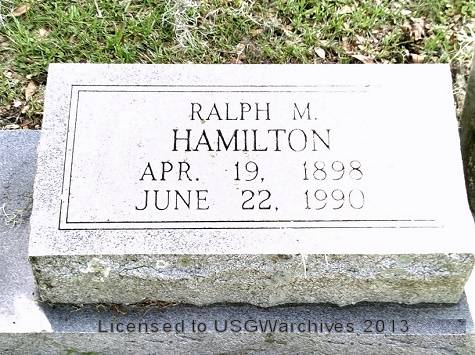 RALPH M.
HAMILTON
APR. 19, 1898
JUNE 22, 1990
Licensed to USGWarchives 2013